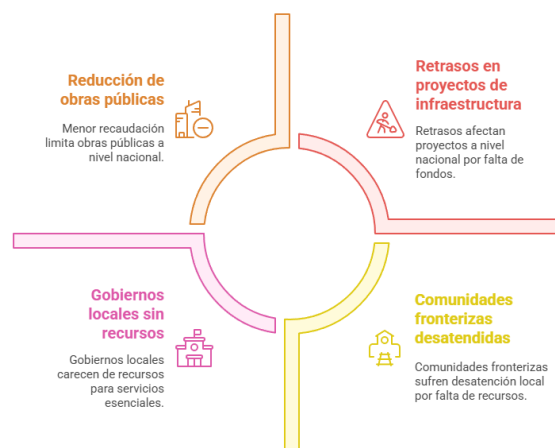 Reducción de
obras públicas
Menor recaudación
limita obras públicas a
nivel nacional.
Retrasos en
proyectos de
infraestructura
Retrasos afectan
proyectos a nivel
nacional por falta de
fondos.
Gobiernos
locales sin
recursos
Gobiernos locales
carecen de recursos
para servicios
esenciales.
Comunidades
fronterizas
desatendidas
Comunidades fronterizas
sufren desatención local
por falta de recursos.